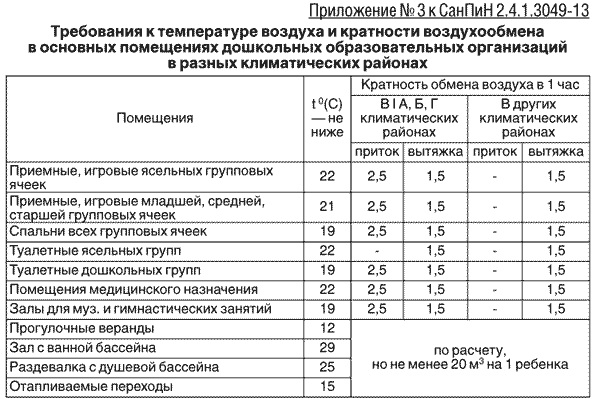 Приложение № 3 к СанПиН 2.4.1.3049-13
Требования к температуре воздуха и кратности воздухообмена
в основных помещениях дошкольных образовательных организаций
в разных климатических районах
Помещения
t⁰(С)
— не
ниже
Кратность обмена воздуха в 1 час
В I А, Б, Г
климатических
районах
В других
климатических
районах
приток вытяжка приток вытяжка
Приемные, игровые ясельных групповых
ячеек
22 2,5 1,5 - 1,5
Приемные, игровые младшей, средней,
старшей групповых ячеек
21 2,5 1,5 - 1,5
Спальни всех групповых ячеек 19 2,5 1,5 - 1,5
Туалетные ясельных групп 22 - 1,5 - 1,5
Туалетные дошкольных групп 19 2,5 1,5 - 1,5
Помещения медицинского назначения 22 2,5 1,5 - 1,5
Залы для муз. и гимнастических занятий 19 2,5 1,5 - 1,5
Прогулочные веранды 12
Зал с ванной бассейна 29
Раздевалка с душевой бассейна 25
Отапливаемые переходы 15
по расчету,
но не менее 20 м³ на 1 ребенка